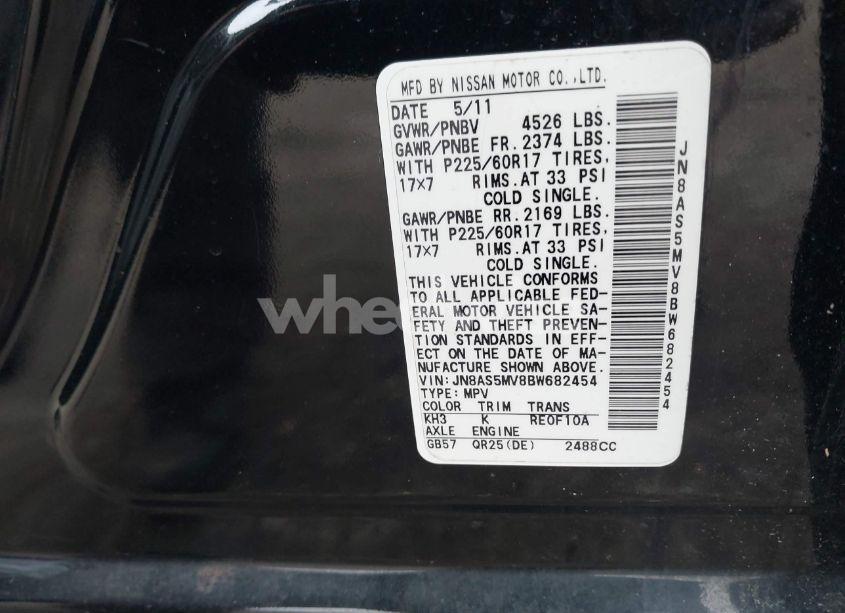 MFD BY NISSAN MOTOR CO.,LTD.
DATE 5/11
GVWR/PNBV 4526 LBS.
GAWR/PNBE FR. 2374 LBS.
WITH P225/60R17 TIRES,
17×7 RIMS.AT 33 PSI
COLD SINGLE.
GAWR/PNBE RR. 2169 LBS.
WITH P225/60R17 TIRES,
17×7 RIMS.AT 33 PSI
COLD SINGLE.
THIS VEHICLE CONFORMS
TO ALL APPLICABLE FED-
ERAL MOTOR VEHICLE SA-
FETY AND THEFT PREVEN-
TION STANDARDS IN EFF-
ECT ON THE DATE OF MA-
NUFACTURE SHOWN ABOVE.
VIN:JN8AS5MV8BW682454
TYPE:MPV
COLOR TRIM TRANS
KH3 K REOF10A
AXLE ENGINE
GB57 QR25(DE) 2488CC
JN8AS5MV8BW682454